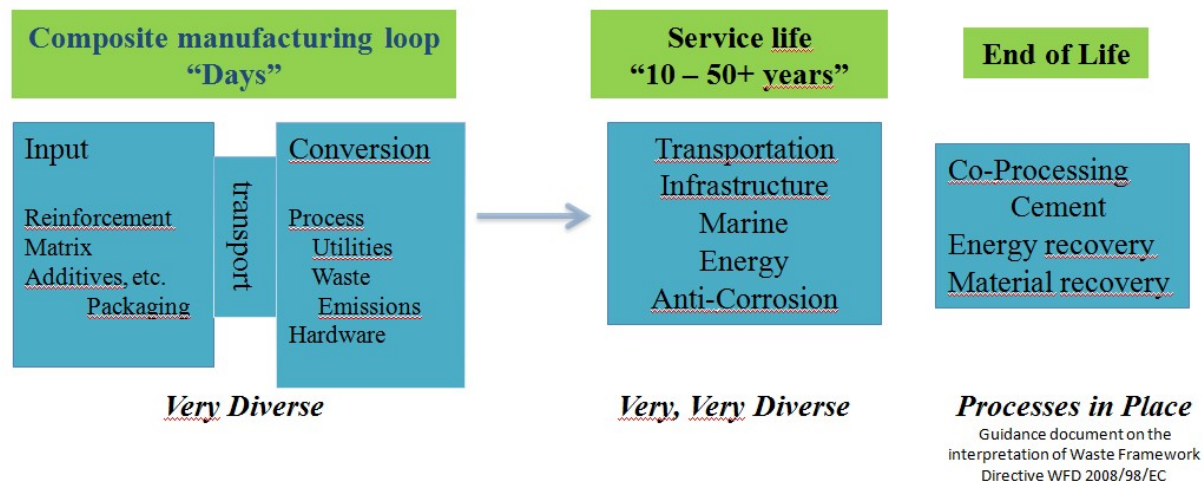 Composite manufacturing loop
“Days”
Service life
“10 – 50+ years”
End of Life
Input
Reinforcement
Matrix
Additives, etc.
Packaging
transport
Conversion
Process
Utilities
Waste
Emissions
Hardware
Transportation
Infrastructure
Marine
Energy
Anti-Corrosion
Co-Processing
Cement
Energy recovery
Material recovery
Very Diverse
Very, Very Diverse
Processes in Place
Guidance document on the
interpretation of Waste Framework
Directive WFD 2008/98/EC